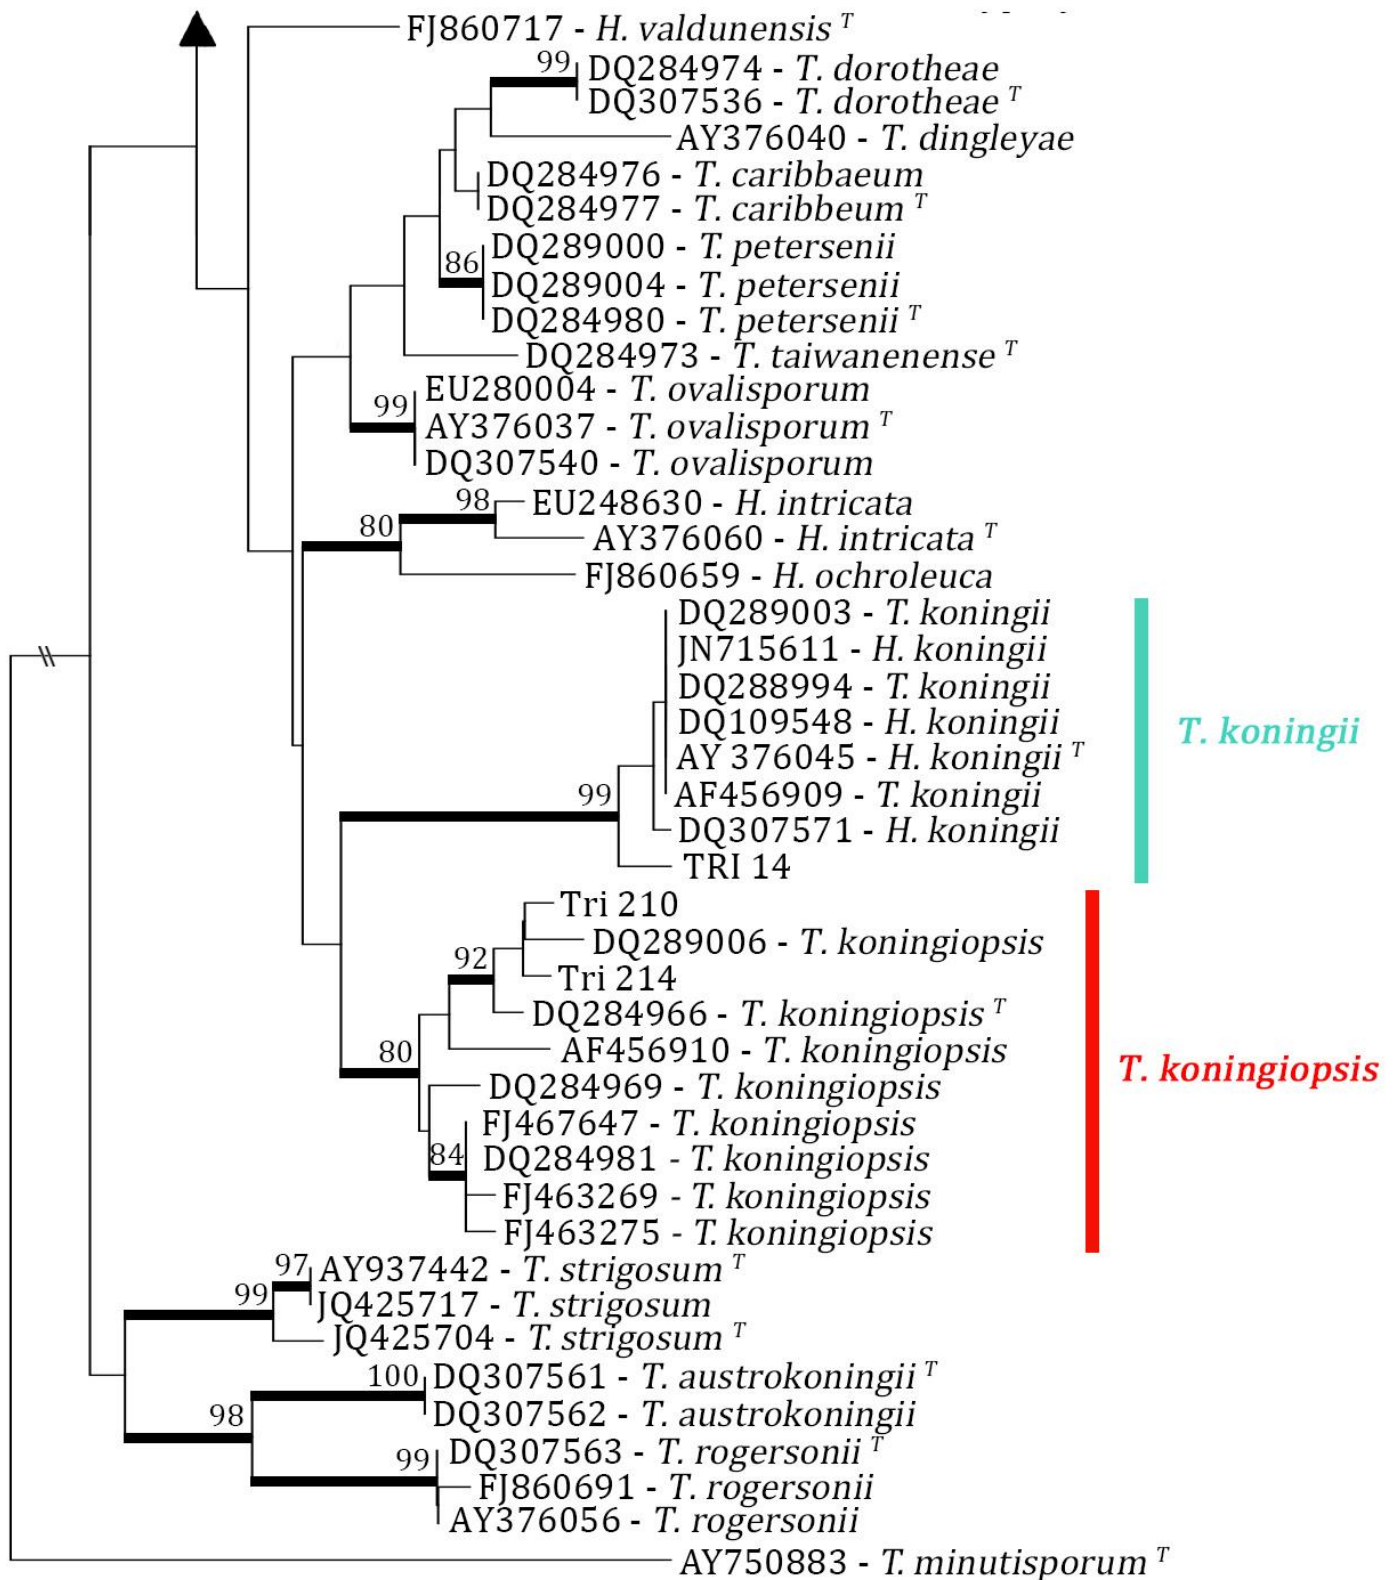 FJ860717 - H. valdunensis T
99
DQ284974 - T. dorotheae
DQ307536 - T. dorotheae T
AY376040 - T. dingleyae
DQ284976 - T. caribbaeum
DQ284977 - T. caribbeum T
DQ289000 - T. petersenii
86
DQ289004 - T. petersenii
DQ284980 - T. petersenii T
DQ284973 - T. taiwanenense T
EU280004 - T. ovalisporum
99
AY376037 - T. ovalisporum T
DQ307540 - T. ovalisporum
98
EU248630 - H. intricata
80
AY376060 - H. intricata T
FJ860659 - H. ochroleuca
DQ289003 - T. koningii
JN715611 - H. koningii
DQ288994 - T. koningii
DQ109548 - H. koningii
T. koningii
AY 376045 - H. koningii T
99
AF456909 - T. koningii
DQ307571 - H. koningii
TRI 14
Tri 210
DQ289006 - T. koningiopsis
92
Tri 214
DQ284966 - T. koningiopsis T
80
AF456910 - T. koningiopsis
T. koningiopsis
DQ284969 - T. koningiopsis
FJ467647 - T. koningiopsis
84
DQ284981 - T. koningiopsis
FJ463269 - T. koningiopsis
FJ463275 - T. koningiopsis
97
AY937442 - T. strigosum T
99
JQ425717 - T. strigosum
JQ425704 - T. strigosum T
100
DQ307561 - T. austrokoningii T
98
DQ307562 - T. austrokoningii
DQ307563 - T. rogersonii T
99
FJ860691 - T. rogersonii
AY376056 - T. rogersonii
AY750883 - T. minutisporum T